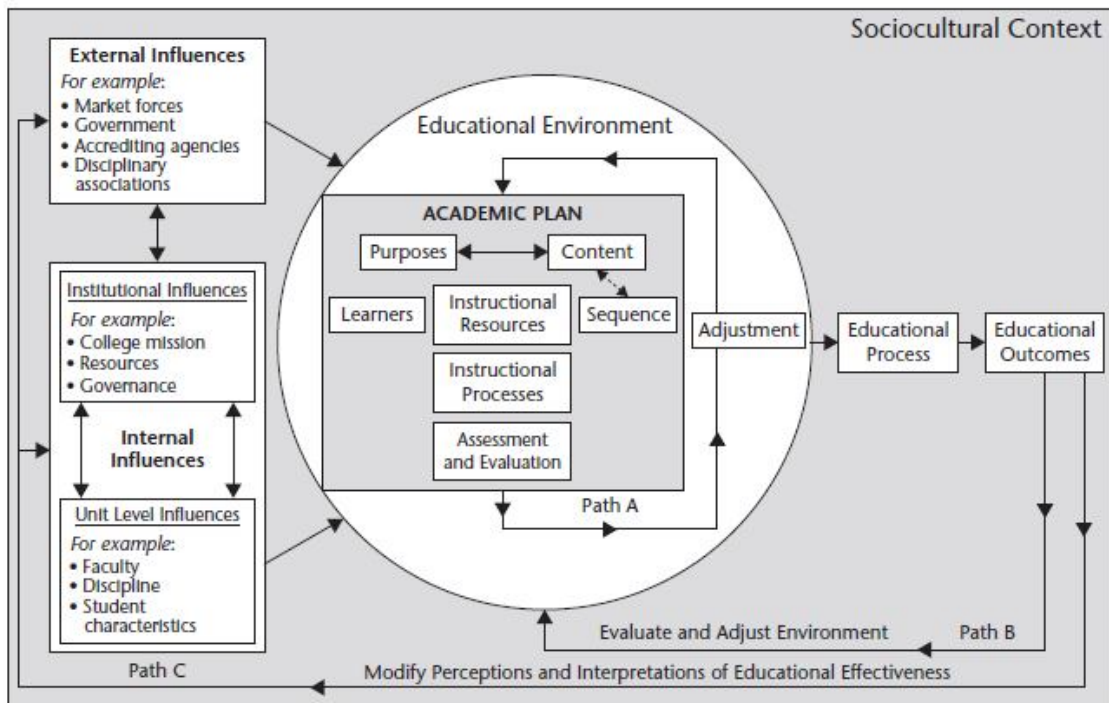 Sociocultural Context
External Influences
For example:
• Market forces
• Government
• Accrediting agencies
• Disciplinary
associations
Institutional Influences
For example:
• College mission
• Resources
• Governance
Internal
Influences
Unit Level Influences
For example:
• Faculty
• Discipline
• Student
characteristics
Educational Environment
ACADEMIC PLAN
Purposes
Content
Learners
Instructional
Resources
Sequence
Instructional
Processes
Assessment
and Evaluation
Path A
Adjustment
Educational
Process
Educational
Outcomes
Evaluate and Adjust Environment
Path B
Path C
Modify Perceptions and Interpretations of Educational Effectiveness